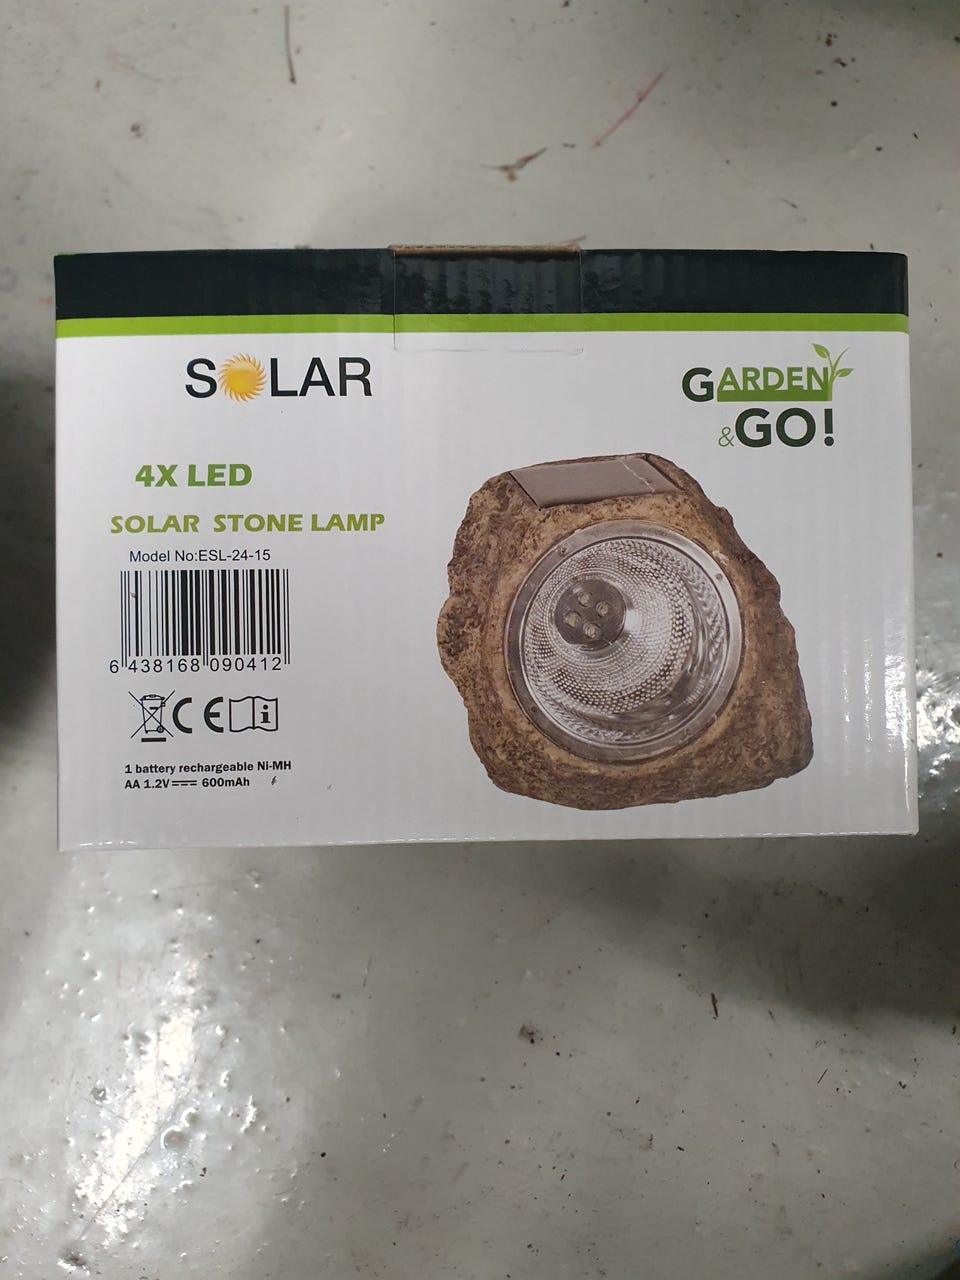 SOLAR
GARDEN
&GO!
4X LED
SOLAR STONE LAMP
Model No:ESL-24-15
6 438168 090412
CE
i
1 battery rechargeable Ni-MH
AA 1.2V⎓ 600mAh